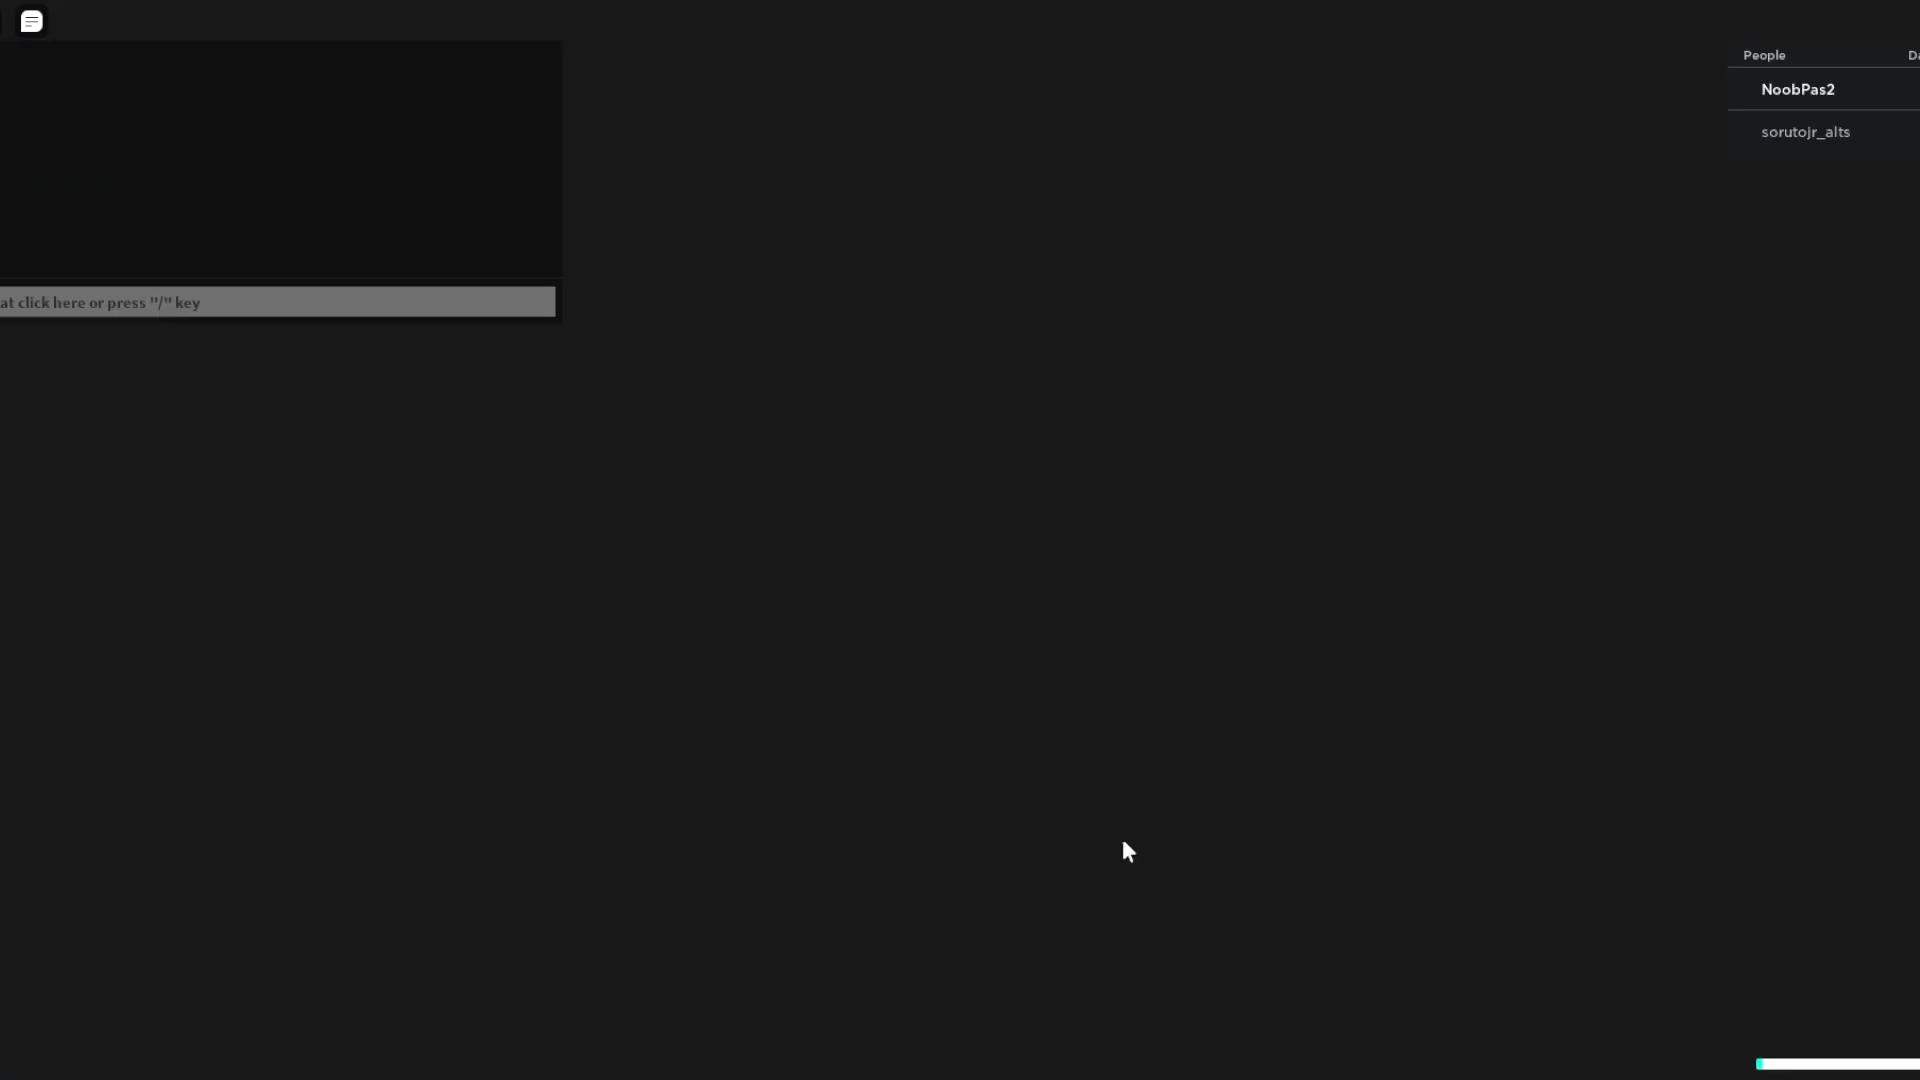 People
NoobPas2
sorutojr_alts
at click here or press "/" key